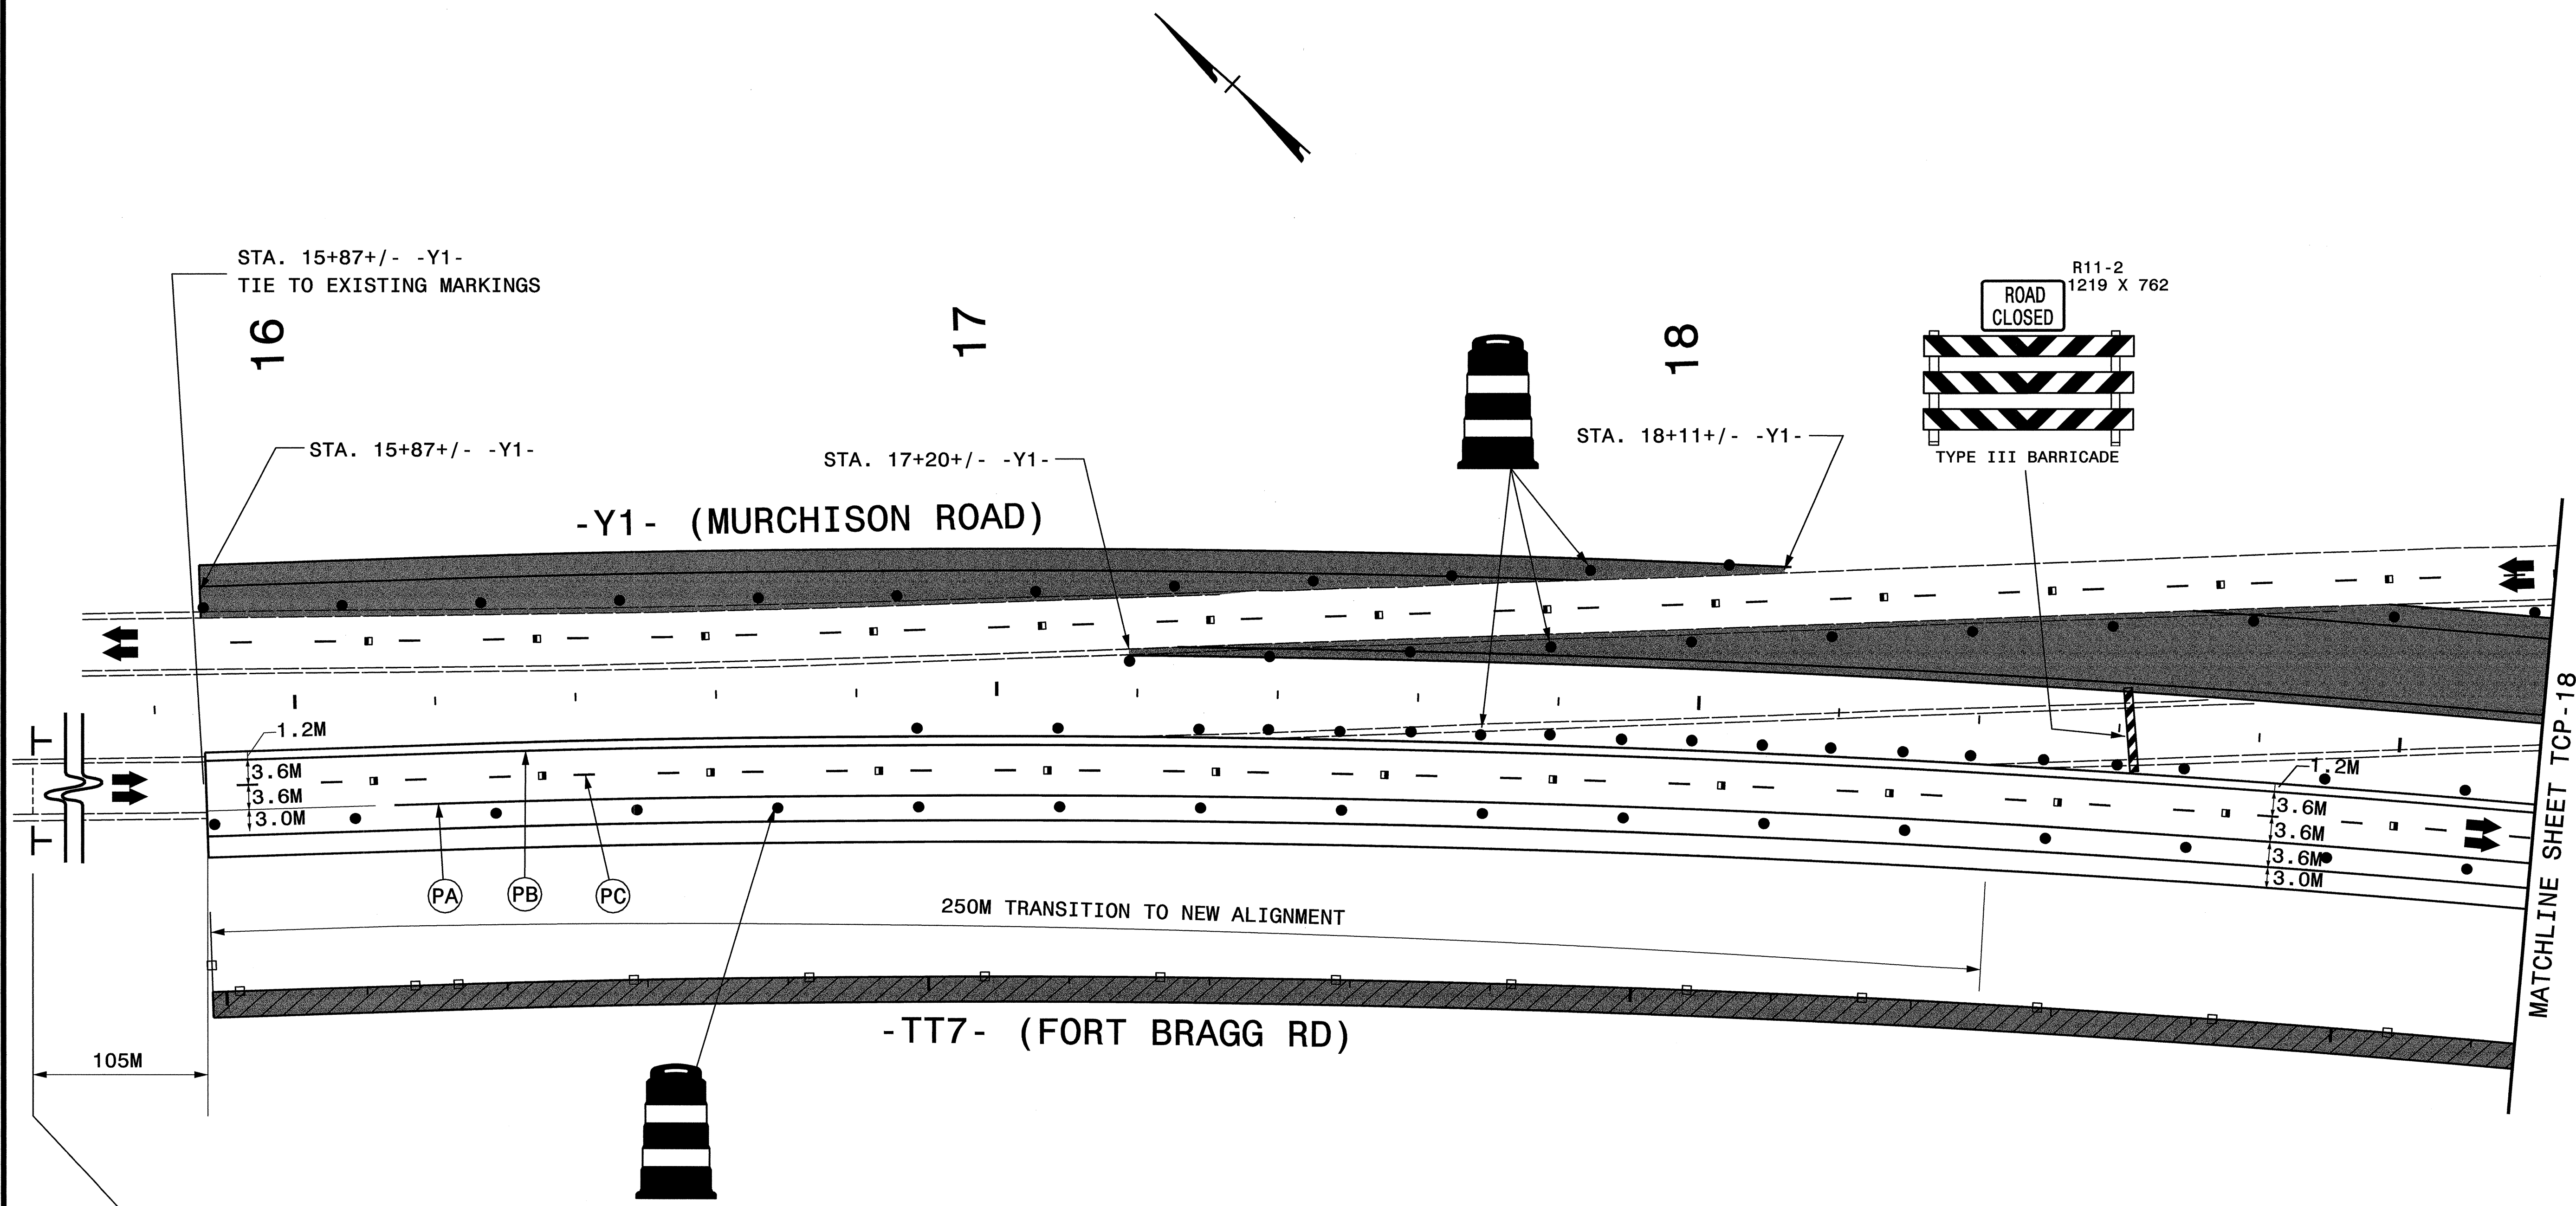 STA. 15+87+/- -Y1-
TIE TO EXISTING MARKINGS
16
17
18
R11-2
1219 X 762
ROAD
CLOSED
TYPE III BARRICADE
STA. 15+87+/- -Y1-
STA. 17+20+/- -Y1-
STA. 18+11+/- -Y1-
-Y1- (MURCHISON ROAD)
1.2M
3.6M
3.6M
3.0M
T
T
1.2M
3.6M
3.6M
3.6M
3.0M
PA
PB
PC
250M TRANSITION TO NEW ALIGNMENT
-TT7- (FORT BRAGG RD)
105M
MATCHLINE SHEET TCP-18